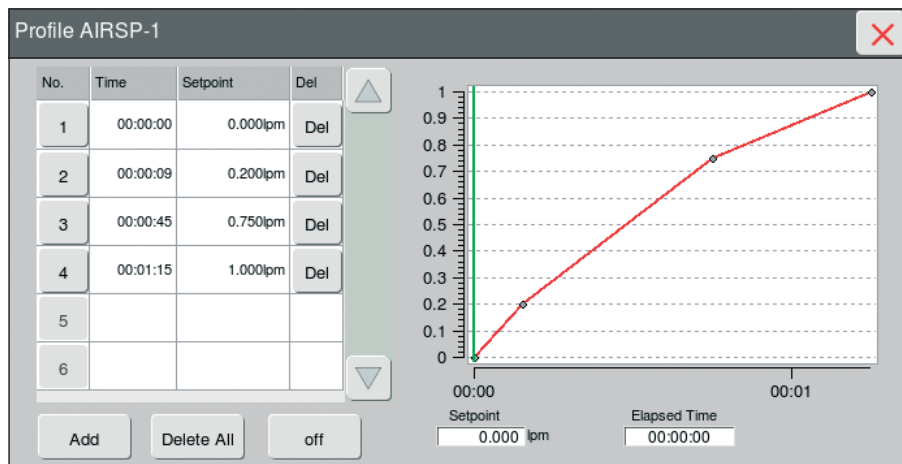 Profile AIRSP-1
No. Time Setpoint Del
1 00:00:00 0.000lpm Del
2 00:00:09 0.200lpm Del
3 00:00:45 0.750lpm Del
4 00:01:15 1.000lpm Del
5
6
Add Delete All off
1
0.9
0.8
0.7
0.6
0.5
0.4
0.3
0.2
0.1
0
00:00 00:01
Setpoint Elapsed Time
0.000 lpm 00:00:00